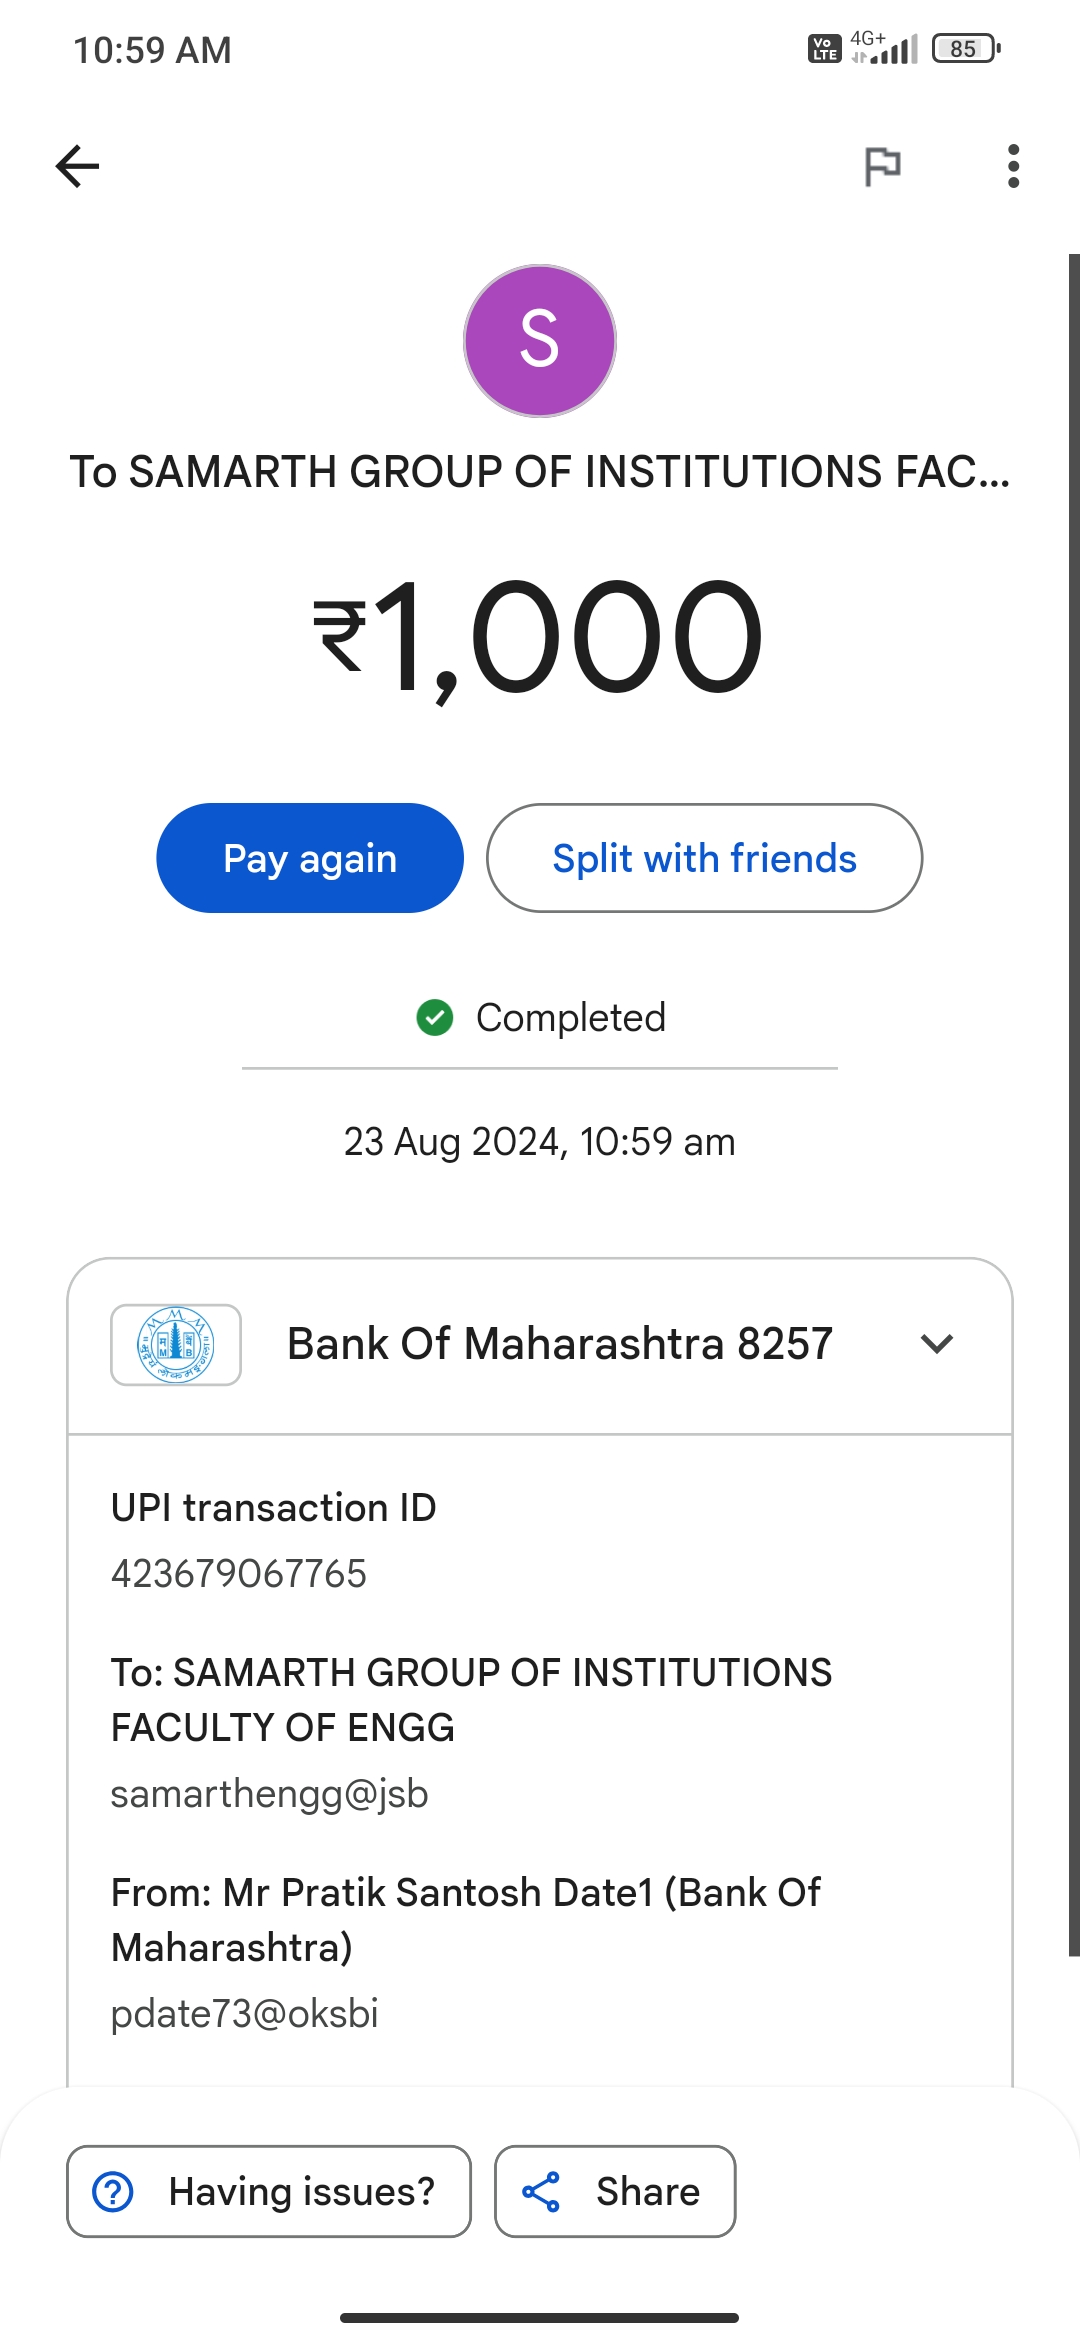 10:59 AM
Vo LTE 4G+ 85
S
To SAMARTH GROUP OF INSTITUTIONS FAC...
₹1,000
Pay again
Split with friends
Completed
23 Aug 2024, 10:59 am
Bank Of Maharashtra 8257
UPI transaction ID
423679067765
To: SAMARTH GROUP OF INSTITUTIONS
FACULTY OF ENGG
samarthengg@jsb
From: Mr Pratik Santosh Date1 (Bank Of
Maharashtra)
pdate73@oksbi
Having issues?
Share